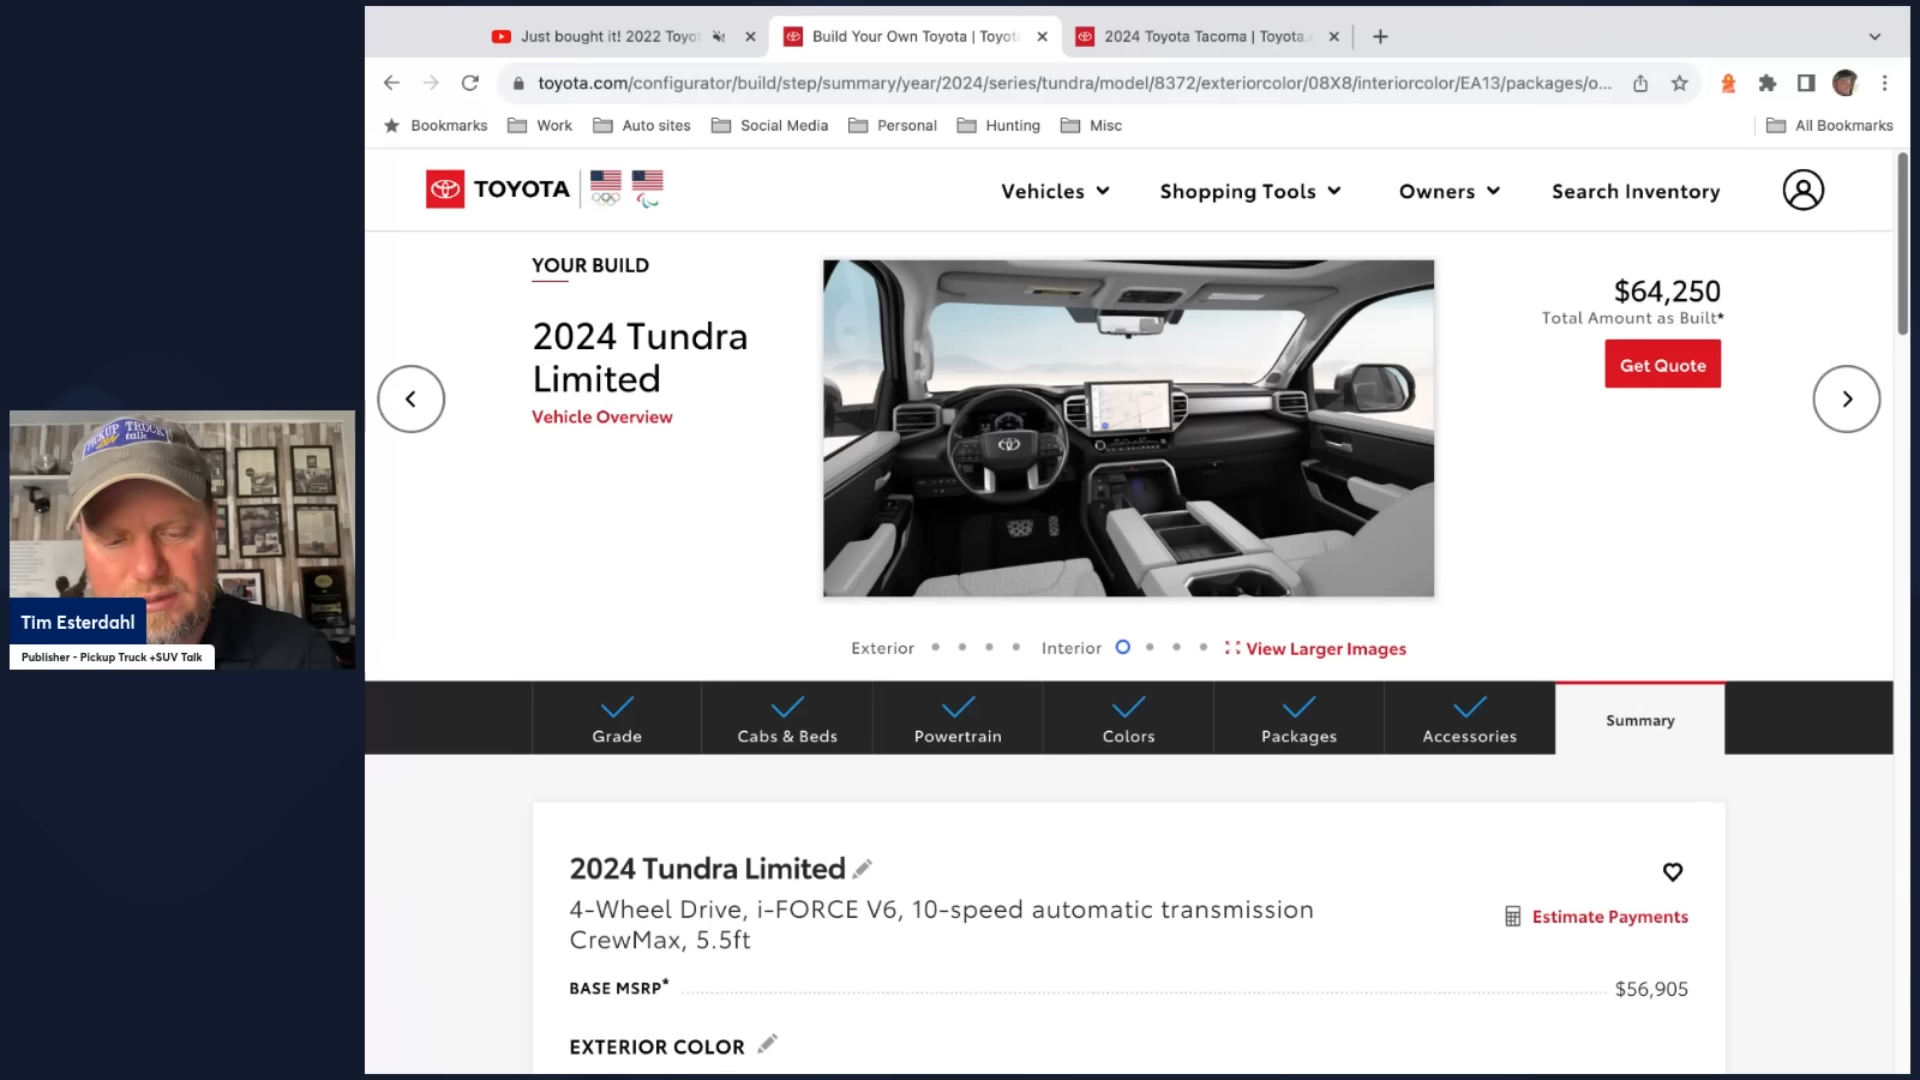 Just bought it! 2022 Toyo
Build Your Own Toyota | Toyot
2024 Toyota Tacoma | Toyota.
toyota.com/configurator/build/step/summary/year/2024/series/tundra/model/8372/exteriorcolor/08X8/interiorcolor/EA13/packages/o...
Bookmarks
Work
Auto sites
Social Media
Personal
Hunting
Misc
All Bookmarks
TOYOTA
Vehicles
Shopping Tools
Owners
Search Inventory
YOUR BUILD
2024 Tundra
Limited
Vehicle Overview
$64,250
Total Amount as Built*
Get Quote
Exterior
Interior
View Larger Images
PICKUP TRUCK
talk
Tim Esterdahl
Publisher - Pickup Truck +SUV Talk
Grade
Cabs & Beds
Powertrain
Colors
Packages
Accessories
Summary
2024 Tundra Limited
4-Wheel Drive, i-FORCE V6, 10-speed automatic transmission
CrewMax, 5.5ft
Estimate Payments
BASE MSRP*
$56,905
EXTERIOR COLOR